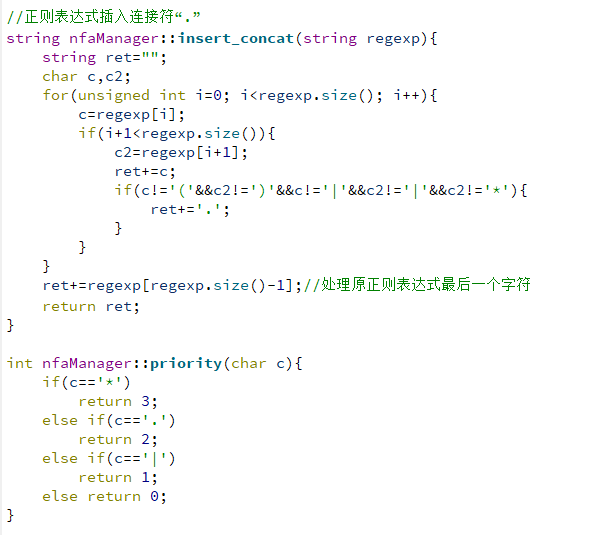 //正则表达式插入连接符“.”
string nfaManager::insert_concat(string regexp){
    string ret="";
    char c,c2;
    for(unsigned int i=0; i<regexp.size(); i++){
        c=regexp[i];
        if(i+1<regexp.size()){
            c2=regexp[i+1];
            ret+=c;
            if(c!='('&&c2!=')'&&c!='|'&&c2!='|'&&c2!='*'){
                ret+='.';
            }
        }
    }
    ret+=regexp[regexp.size()-1];//处理原正则表达式最后一个字符
    return ret;
}

int nfaManager::priority(char c){
    if(c=='*')
        return 3;
    else if(c=='.')
        return 2;
    else if(c=='|')
        return 1;
    else return 0;
}